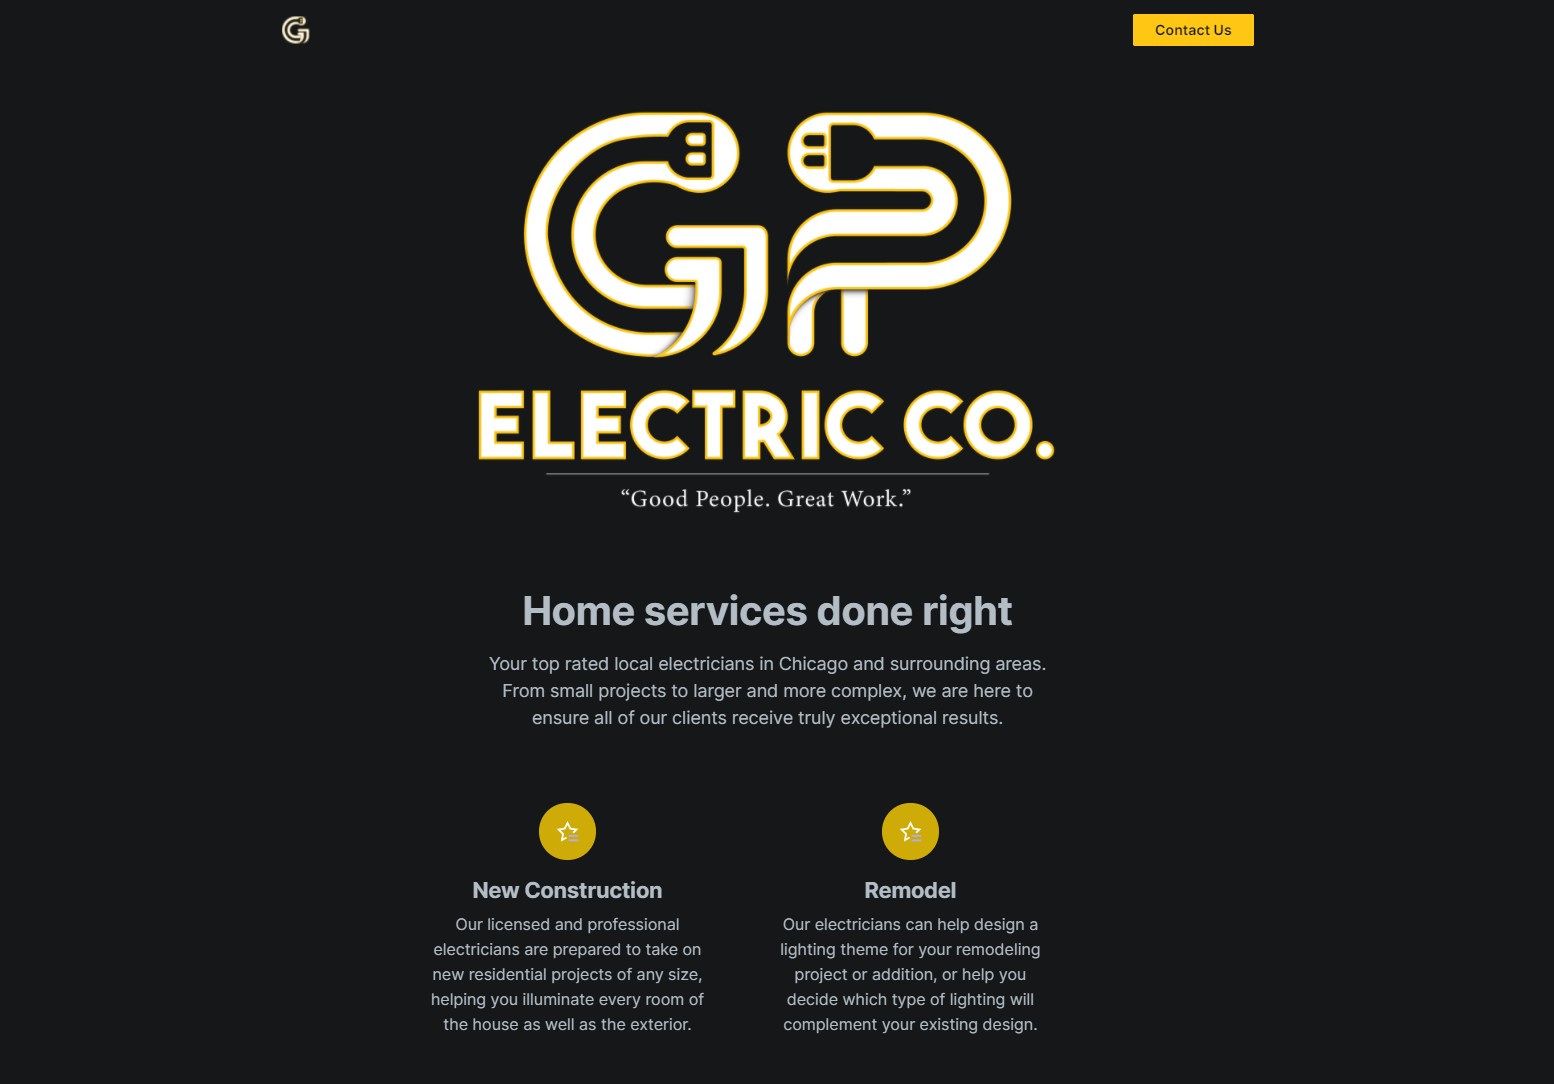 G
Contact Us
GP
ELECTRIC CO.
“Good People. Great Work.”
Home services done right
Your top rated local electricians in Chicago and surrounding areas.
From small projects to larger and more complex, we are here to
ensure all of our clients receive truly exceptional results.
New Construction
Our licensed and professional
electricians are prepared to take on
new residential projects of any size,
helping you illuminate every room of
the house as well as the exterior.
Remodel
Our electricians can help design a
lighting theme for your remodeling
project or addition, or help you
decide which type of lighting will
complement your existing design.